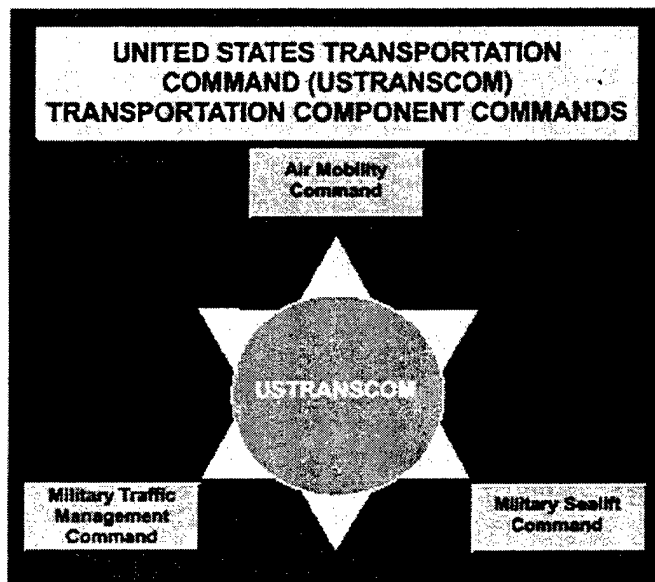 UNITED STATES TRANSPORTATION
COMMAND (USTRANSCOM)
TRANSPORTATION COMPONENT COMMANDS
Air Mobility
Command
USTRANSCOM
Military Traffic
Management
Command
Military Sealift
Command